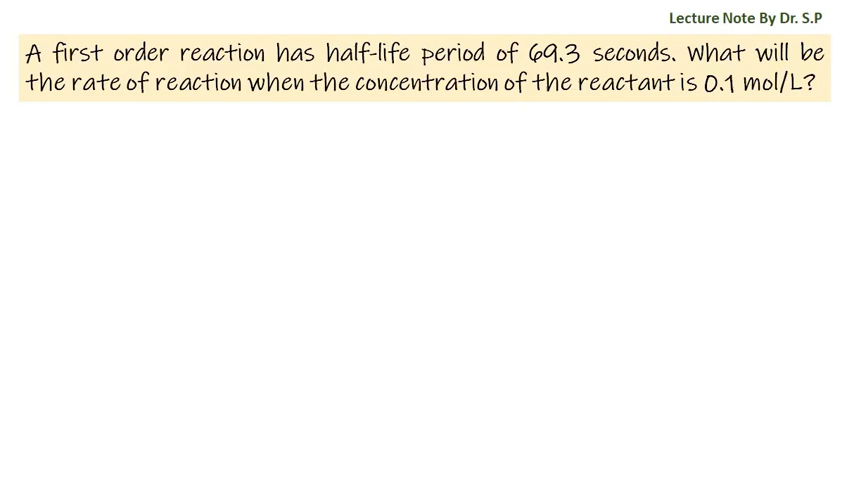 Lecture Note By Dr. S.P
A first order reaction has half-life period of 69.3 seconds. What will be
the rate of reaction when the concentration of the reactant is 0.1 mol/L?